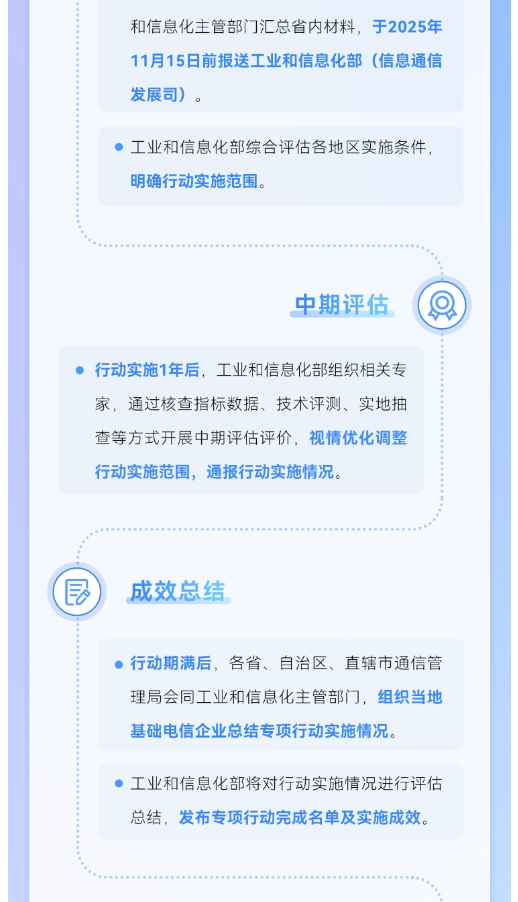 和信息化主管部门汇总省内材料，于2025年
11月15日前报送工业和信息化部（信息通信
发展司）。
工业和信息化部综合评估各地区实施条件，
明确行动实施范围。
中期评估
行动实施1年后，工业和信息化部组织相关专
家，通过核查指标数据、技术评测、实地抽
查等方式开展中期评估评价，视情优化调整
行动实施范围，通报行动实施情况。
成效总结
行动期满后，各省、自治区、直辖市通信管
理局会同工业和信息化主管部门，组织当地
基础电信企业总结专项行动实施情况。
工业和信息化部将对行动实施情况进行评估
总结，发布专项行动完成名单及实施成效。